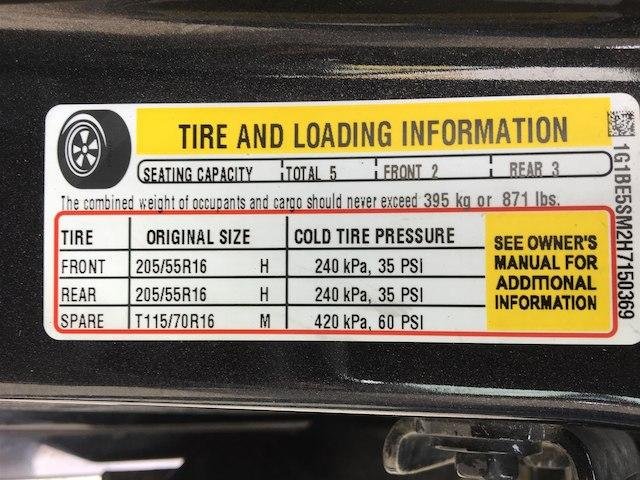 TIRE AND LOADING INFORMATION
SEATING CAPACITY TOTAL 5 FRONT 2 REAR 3
The combined weight of occupants and cargo should never exceed 395 kg or 871 lbs.
TIRE ORIGINAL SIZE COLD TIRE PRESSURE
FRONT 205/55R16 H 240 kPa, 35 PSI
REAR 205/55R16 H 240 kPa, 35 PSI
SPARE T115/70R16 M 420 kPa, 60 PSI
SEE OWNER'S
MANUAL FOR
ADDITIONAL
INFORMATION
1G1BE5SM2H7150369